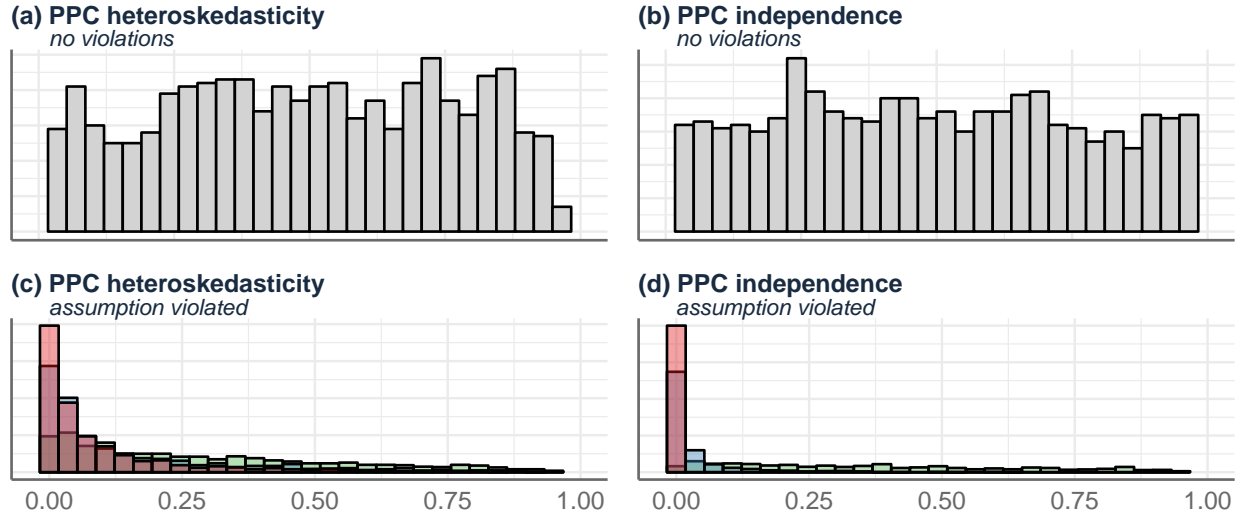 (a) PPC heteroskedasticity
no violations
(b) PPC independence
no violations
(c) PPC heteroskedasticity
assumption violated
(d) PPC independence
assumption violated
0.00 0.25 0.50 0.75 1.00
0.00 0.25 0.50 0.75 1.00